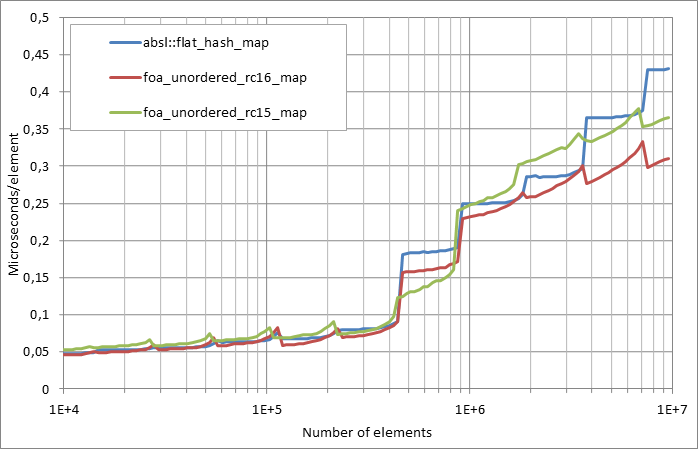 0,5
0,45
0,4
0,35
0,3
0,25
0,2
0,15
0,1
0,05
0
Microseconds/element
absl::flat_hash_map
foa_unordered_rc16_map
foa_unordered_rc15_map
1E+4 1E+5 1E+6 1E+7
Number of elements